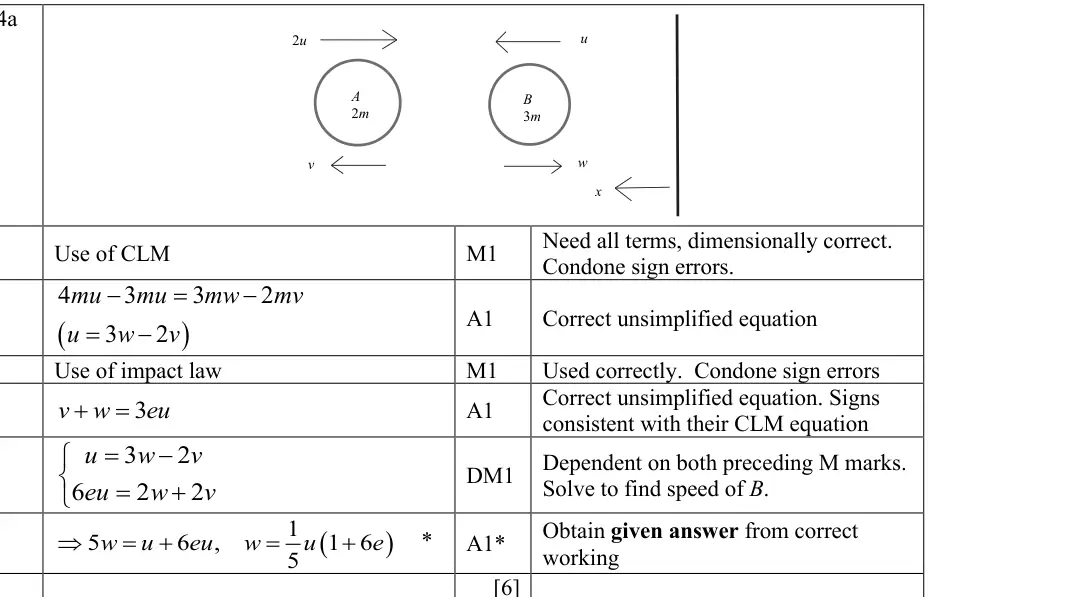 4a
2u
u
A
2m
B
3m
v
w
x
Use of CLM
M1
Need all terms, dimensionally correct.
Condone sign errors.
4mu − 3mu = 3mw − 2mv
(u = 3w − 2v)
A1
Correct unsimplified equation
Use of impact law
M1
Used correctly. Condone sign errors
v + w = 3eu
A1
Correct unsimplified equation. Signs
consistent with their CLM equation
{ u = 3w − 2v
6eu = 2w + 2v
DM1
Dependent on both preceding M marks.
Solve to find speed of B.
⇒ 5w = u + 6eu, w = 1/5 u(1 + 6e) *
A1*
Obtain given answer from correct
working
[6]